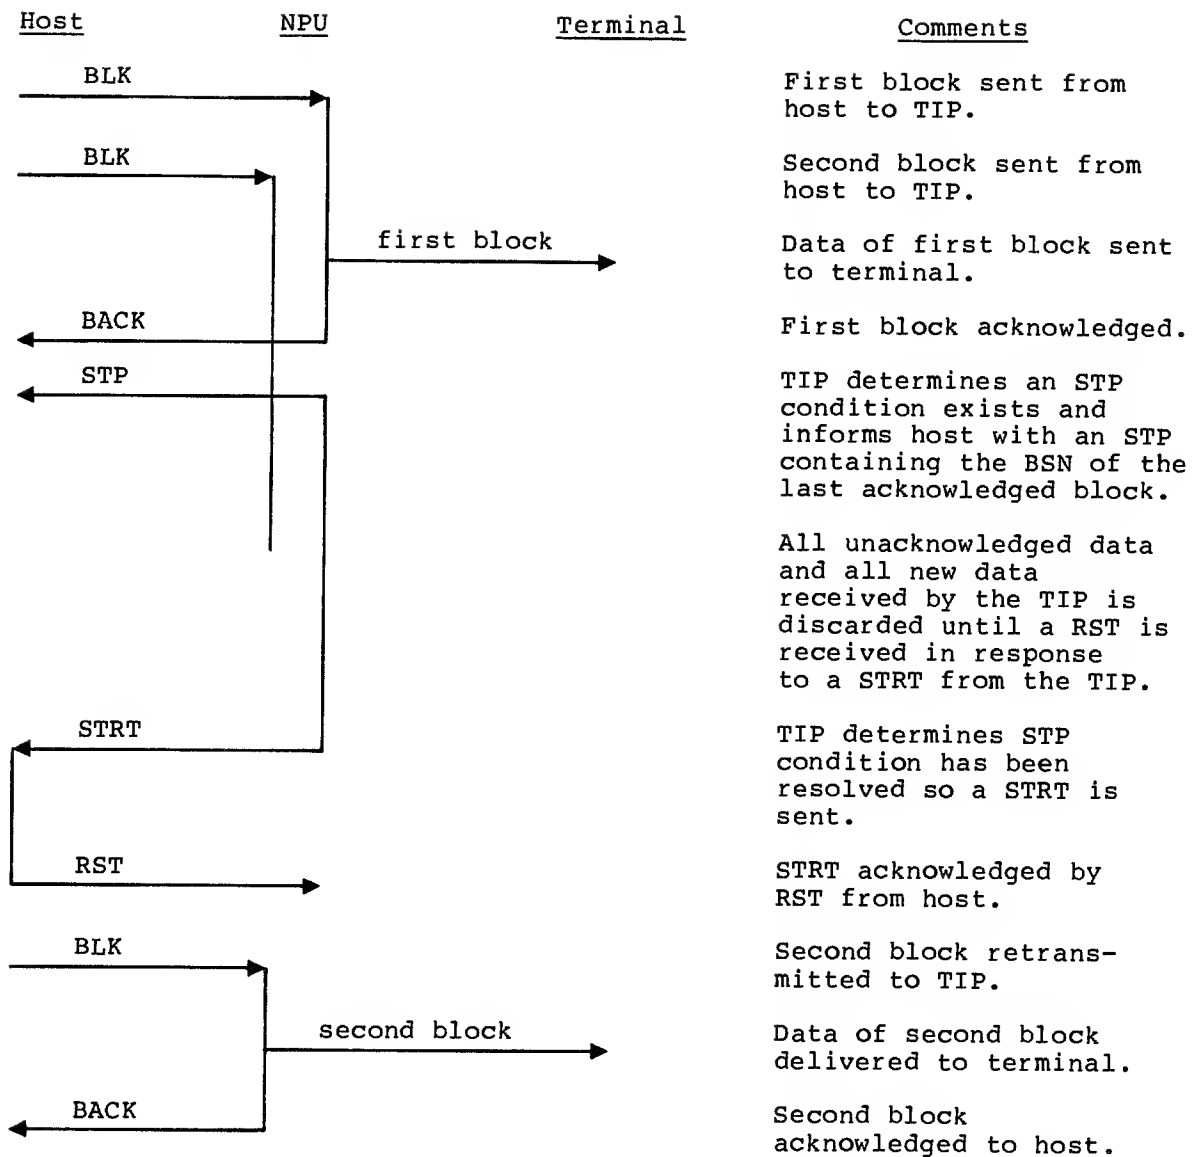 Host NPU Terminal Comments
BLK
First block sent from
host to TIP.
BLK
Second block sent from
host to TIP.
first block
Data of first block sent
to terminal.
BACK
First block acknowledged.
STP
TIP determines an STP
condition exists and
informs host with an STP
containing the BSN of the
last acknowledged block.
All unacknowledged data
and all new data
received by the TIP is
discarded until a RST is
received in response
to a STRT from the TIP.
STRT
TIP determines STP
condition has been
resolved so a STRT is
sent.
RST
STRT acknowledged by
RST from host.
BLK
Second block retrans-
mitted to TIP.
second block
Data of second block
delivered to terminal.
BACK
Second block
acknowledged to host.